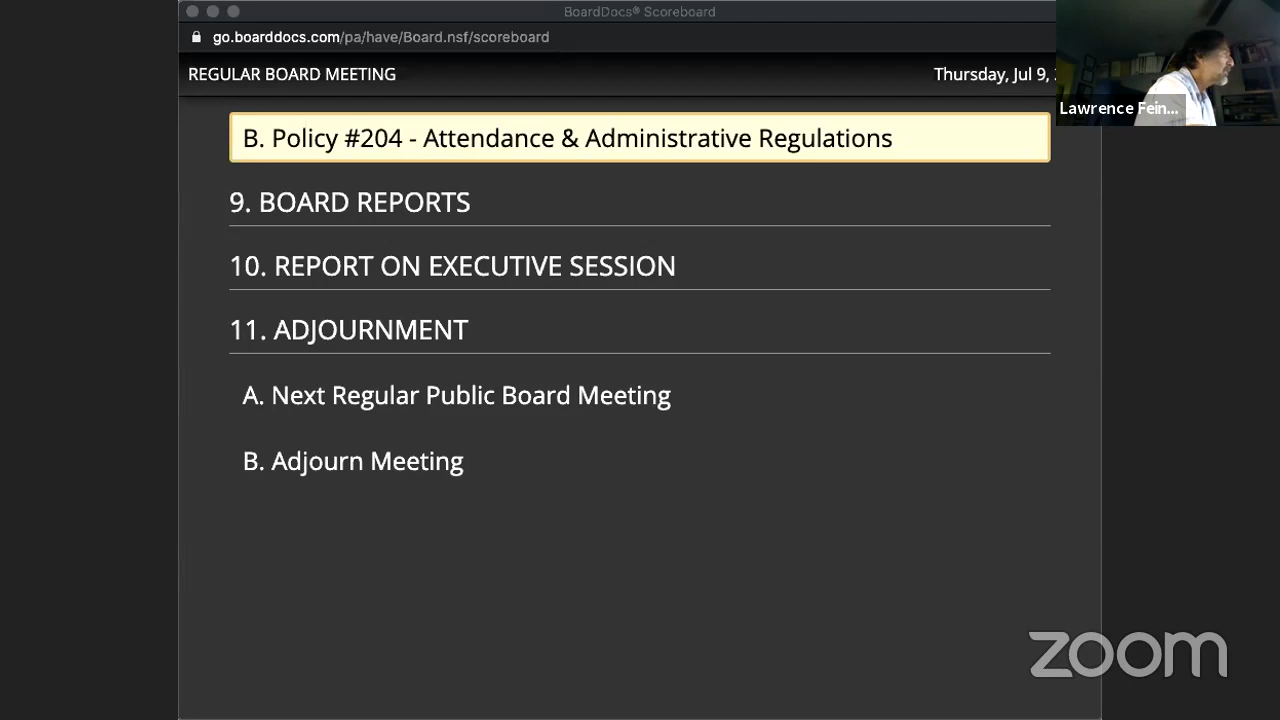 BoardDocs® Scoreboard
go.boarddocs.com/pa/have/Board.nsf/scoreboard
REGULAR BOARD MEETING
Thursday, Jul 9,
Lawrence Fein...
B. Policy #204 - Attendance & Administrative Regulations
9. BOARD REPORTS
10. REPORT ON EXECUTIVE SESSION
11. ADJOURNMENT
A. Next Regular Public Board Meeting
B. Adjourn Meeting
zoom